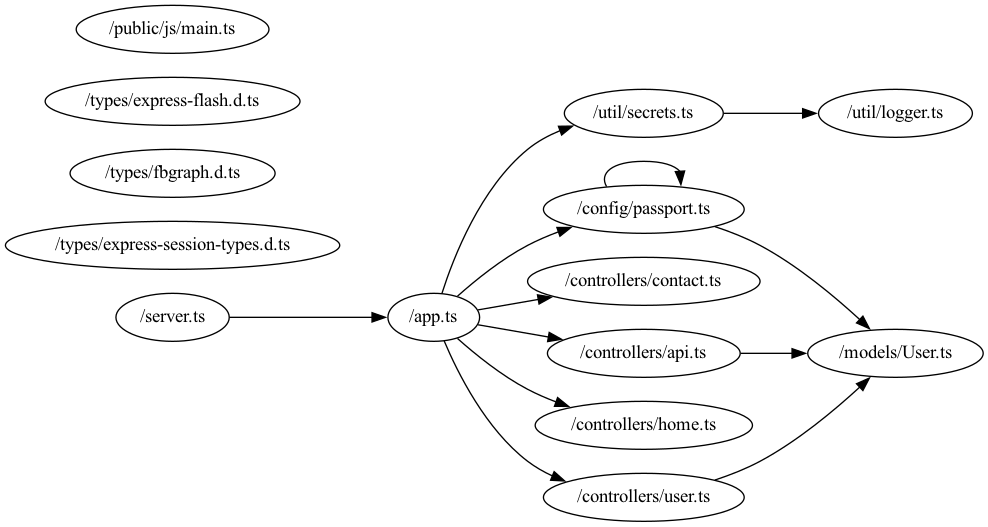 /public/js/main.ts
/types/express-flash.d.ts
/types/fbgraph.d.ts
/types/express-session-types.d.ts
/server.ts
/app.ts
/util/secrets.ts
/util/logger.ts
/config/passport.ts
/controllers/contact.ts
/controllers/api.ts
/models/User.ts
/controllers/home.ts
/controllers/user.ts